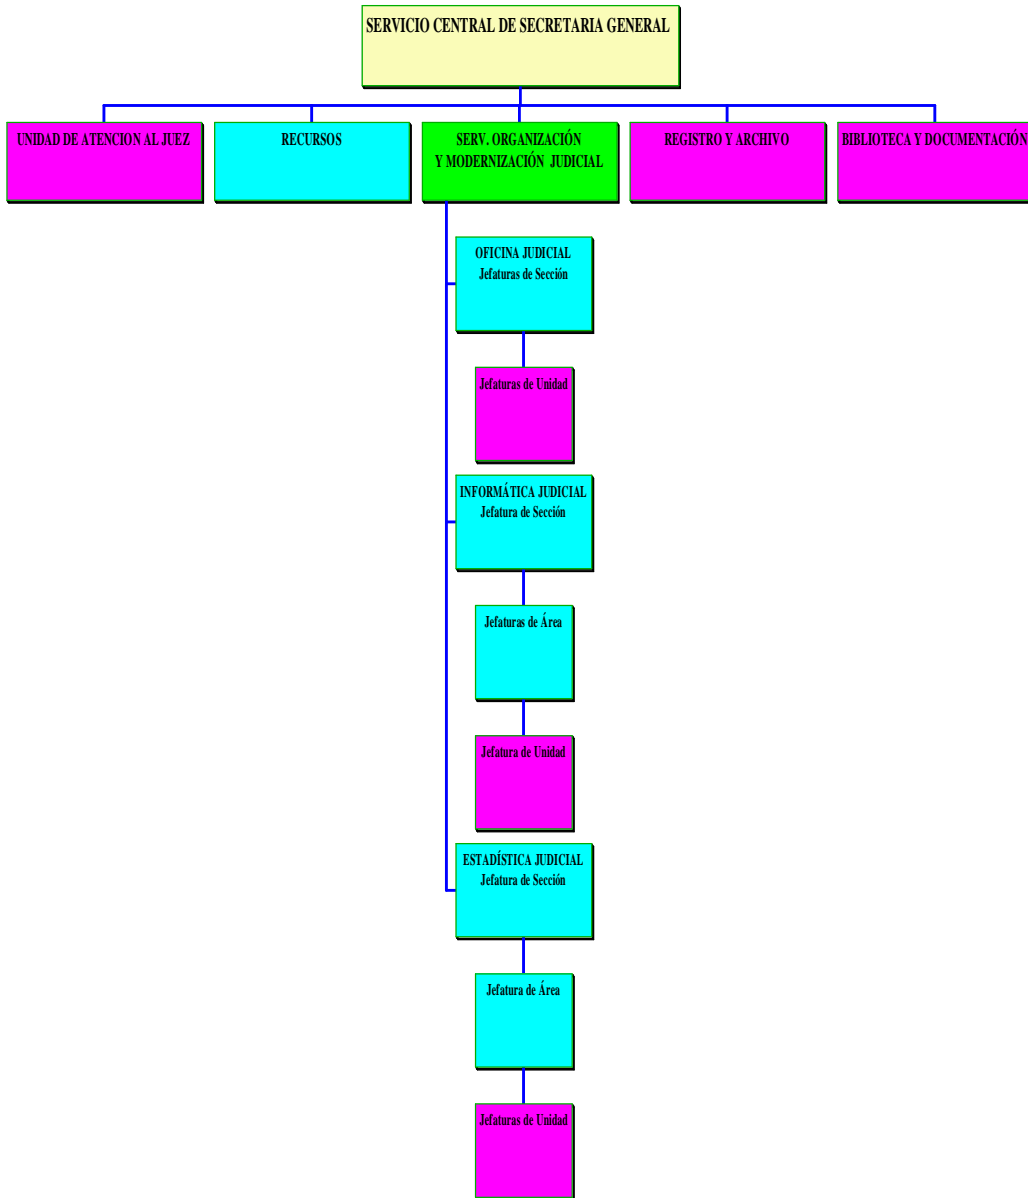 SERVICIO CENTRAL DE SECRETARIA GENERAL
UNIDAD DE ATENCION AL JUEZ
RECURSOS
SERV. ORGANIZACIÓN
Y MODERNIZACIÓN JUDICIAL
REGISTRO Y ARCHIVO
BIBLIOTECA Y DOCUMENTACIÓN
OFICINA JUDICIAL
Jefaturas de Sección
Jefaturas de Unidad
INFORMÁTICA JUDICIAL
Jefatura de Sección
Jefaturas de Área
Jefatura de Unidad
ESTADÍSTICA JUDICIAL
Jefatura de Sección
Jefatura de Área
Jefaturas de Unidad